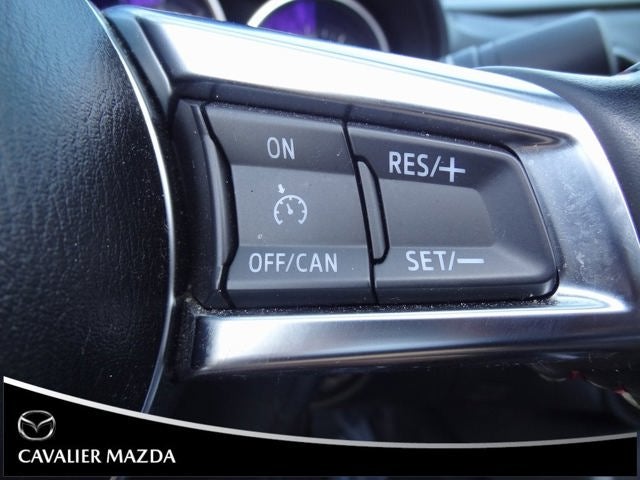 ON
RES/+
OFF/CAN
SET/—
CAVALIER MAZDA